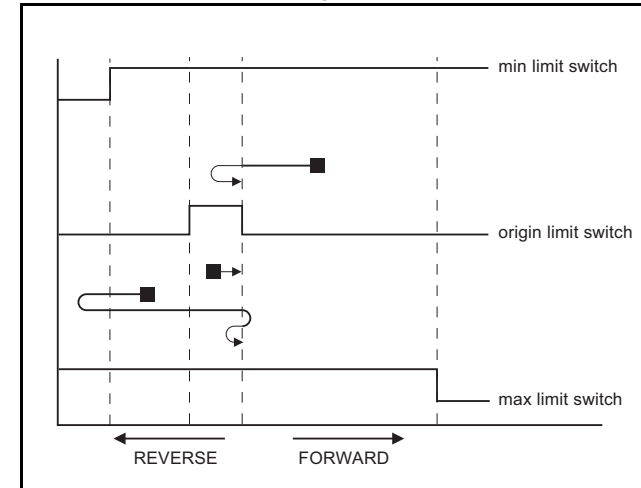 min limit switch
origin limit switch
max limit switch
REVERSE FORWARD